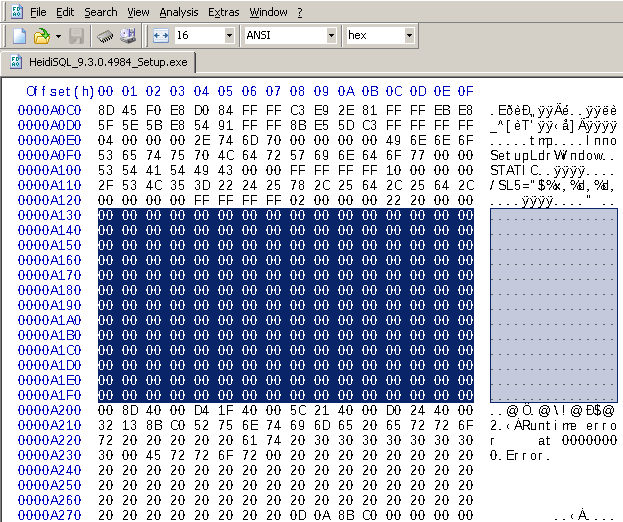 File Edit Search View Analysis Extras Window ?
16 ANSI hex
HeidiSQL_9.3.0.4984_Setup.exe
Offset(h) 00 01 02 03 04 05 06 07 08 09 0A 0B 0C 0D 0E 0F
0000A0C0 8D 45 F0 E8 D0 84 FF FF C3 E9 2E 81 FF FF EB E8 .EðèÐ„ÿÿÃé..ÿÿëè
0000A0D0 5F 5E 5B E8 54 91 FF FF 8B E5 5D C3 FF FF FF FF _^[èT'ÿÿ‹å]Ãÿÿÿÿ
0000A0E0 04 00 00 00 2E 74 6D 70 00 00 00 00 49 6E 6E 6F .....tmp....Inno
0000A0F0 53 65 74 75 70 4C 64 72 57 69 6E 64 6F 77 00 00 SetupLdrWindow..
0000A100 53 54 41 54 49 43 00 00 FF FF FF FF 10 00 00 00 STATIC..ÿÿÿÿ....
0000A110 2F 53 4C 35 3D 22 24 25 78 2C 25 64 2C 25 64 2C /SL5="$%x,%d,%d,
0000A120 00 00 00 00 FF FF FF FF 02 00 00 00 22 20 00 00 ....ÿÿÿÿ...." ..
0000A130 00 00 00 00 00 00 00 00 00 00 00 00 00 00 00 00 ................
0000A140 00 00 00 00 00 00 00 00 00 00 00 00 00 00 00 00 ................
0000A150 00 00 00 00 00 00 00 00 00 00 00 00 00 00 00 00 ................
0000A160 00 00 00 00 00 00 00 00 00 00 00 00 00 00 00 00 ................
0000A170 00 00 00 00 00 00 00 00 00 00 00 00 00 00 00 00 ................
0000A180 00 00 00 00 00 00 00 00 00 00 00 00 00 00 00 00 ................
0000A190 00 00 00 00 00 00 00 00 00 00 00 00 00 00 00 00 ................
0000A1A0 00 00 00 00 00 00 00 00 00 00 00 00 00 00 00 00 ................
0000A1B0 00 00 00 00 00 00 00 00 00 00 00 00 00 00 00 00 ................
0000A1C0 00 00 00 00 00 00 00 00 00 00 00 00 00 00 00 00 ................
0000A1D0 00 00 00 00 00 00 00 00 00 00 00 00 00 00 00 00 ................
0000A1E0 00 00 00 00 00 00 00 00 00 00 00 00 00 00 00 00 ................
0000A1F0 00 00 00 00 00 00 00 00 00 00 00 00 00 00 00 00 ................
0000A200 00 8D 40 00 D4 1F 40 00 5C 21 40 00 D0 24 40 00 ..@.Ô.@.\!@.Ð$@.
0000A210 32 13 8B C0 52 75 6E 74 69 6D 65 20 65 72 72 6F 2.‹ÀRuntime erro
0000A220 72 20 20 20 20 20 61 74 20 30 30 30 30 30 30 30 r     at 0000000
0000A230 30 00 45 72 72 6F 72 00 20 20 20 20 20 20 20 20 0.Error.
0000A240 20 20 20 20 20 20 20 20 20 20 20 20 20 20 20 20
0000A250 20 20 20 20 20 20 20 20 20 20 20 20 20 20 20 20
0000A260 20 20 20 20 20 20 20 20 20 20 20 20 20 20 20 20
0000A270 20 20 20 20 20 20 20 20 0D 0A 8B C0 00 00 00 00 ..‹À....